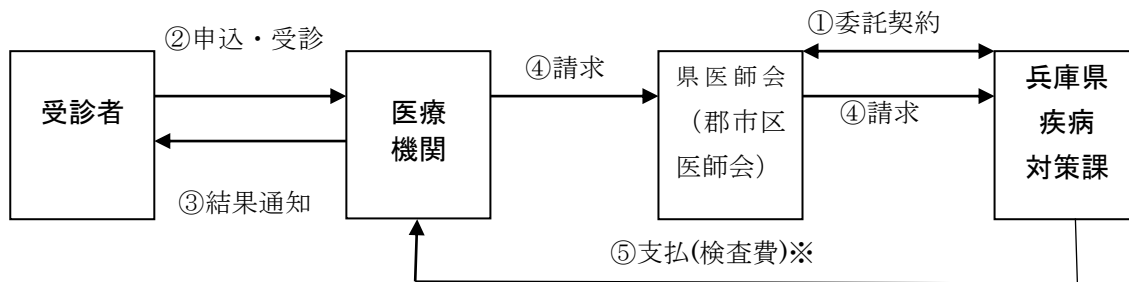 ①委託契約
②申込・受診
④請求
受診者
医療
機関
県医師会
（郡市区
医師会）
④請求
兵庫県
疾病
対策課
③結果通知
⑤支払(検査費)※